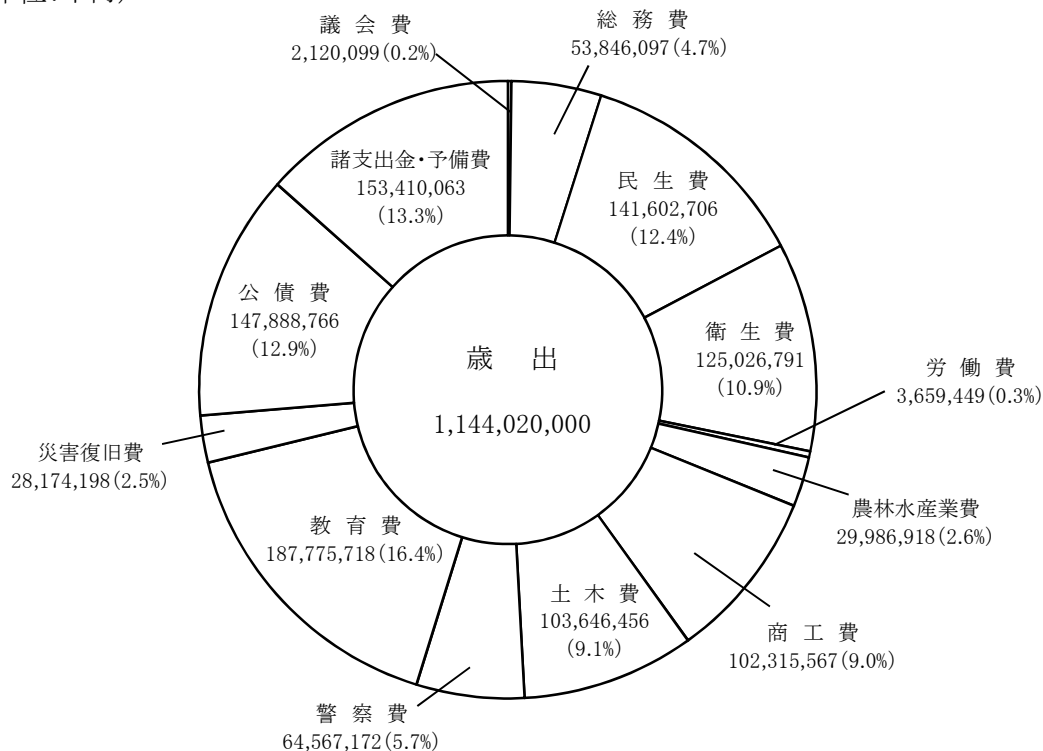 議会費
2,120,099(0.2%)
総務費
53,846,097(4.7%)
諸支出金・予備費
153,410,063
(13.3%)
民生費
141,602,706
(12.4%)
公債費
147,888,766
(12.9%)
衛生費
125,026,791
(10.9%)
歳出
1,144,020,000
労働費
3,659,449(0.3%)
災害復旧費
28,174,198(2.5%)
農林水産業費
29,986,918(2.6%)
教育費
187,775,718(16.4%)
土木費
103,646,456
(9.1%)
商工費
102,315,567(9.0%)
警察費
64,567,172(5.7%)